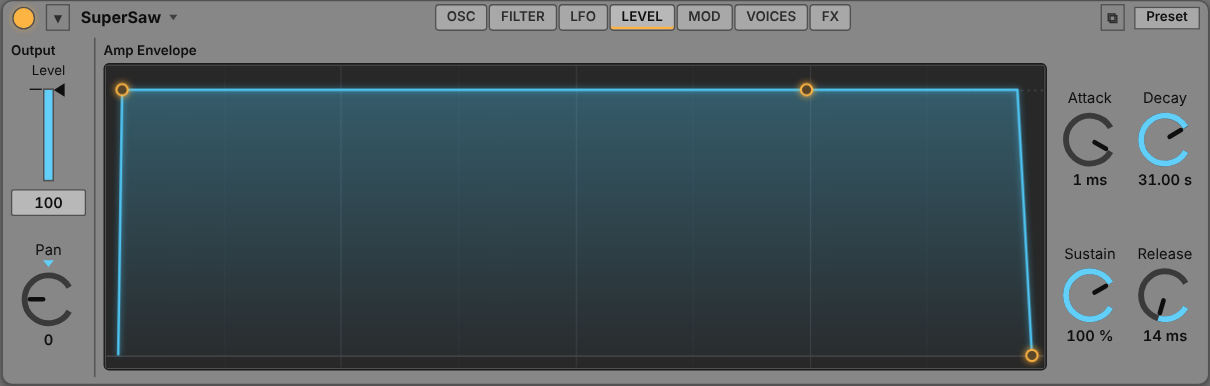 SuperSaw
OSC FILTER LFO LEVEL MOD VOICES FX
Preset
Output
Level
100
Pan
0
Amp Envelope
Attack Decay
1 ms 31.00 s
Sustain Release
100 % 14 ms